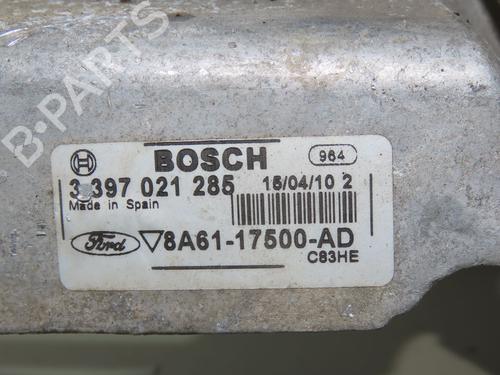 B-PARTS
BOSCH 964
3 397 021 285 15/04/10 2
Made in Spain
Ford 8A61-17500-AD
C83HE